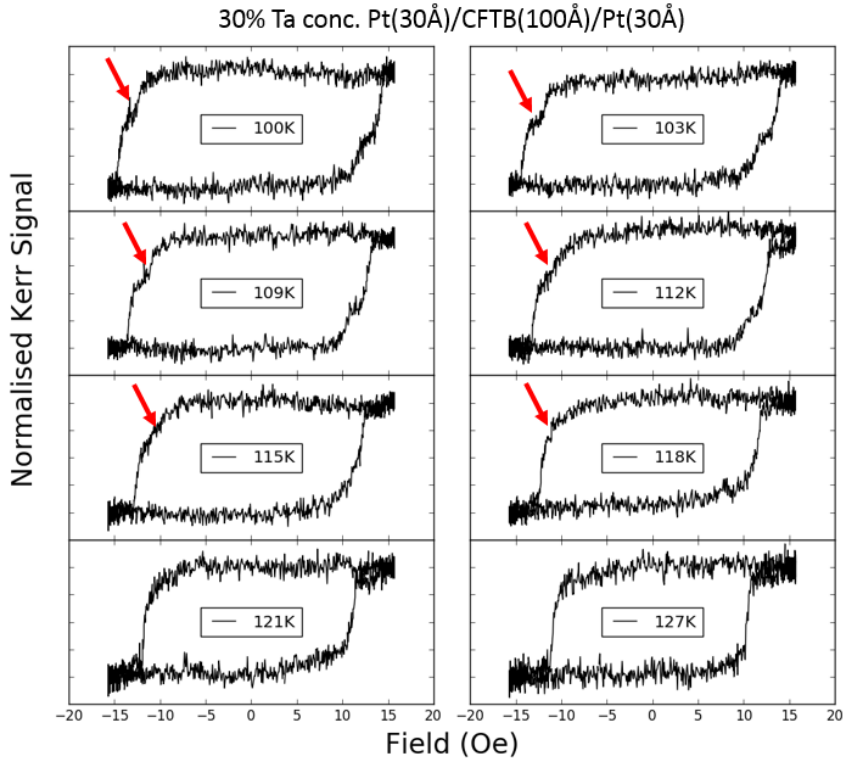 30% Ta conc. Pt(30Å)/CFTB(100Å)/Pt(30Å)
Normalised Kerr Signal
100K
103K
109K
112K
115K
118K
121K
127K
−20 −15 −10 −5 0 5 10 15 20
−20 −15 −10 −5 0 5 10 15 20
Field (Oe)